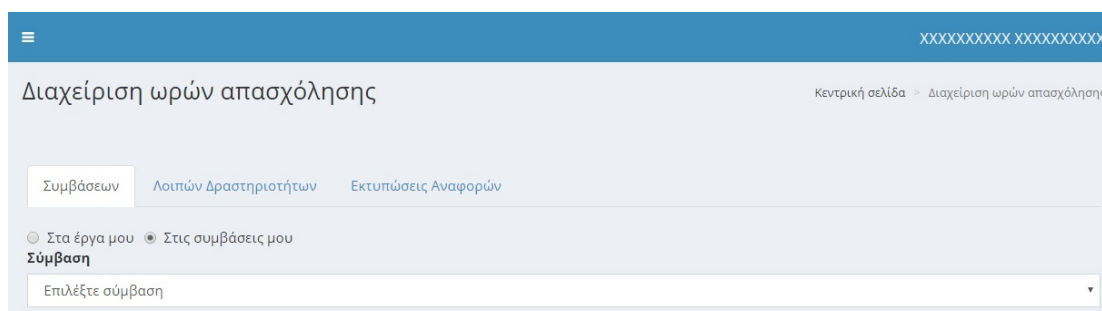 XXXXXXXXXX XXXXXXXXXX
Διαχείριση ωρών απασχόλησης
Κεντρική σελίδα > Διαχείριση ωρών απασχόλησης
Συμβάσεων Λοιπών Δραστηριοτήτων Εκτυπώσεις Αναφορών
Στα έργα μου Στις συμβάσεις μου
Σύμβαση
Επιλέξτε σύμβαση